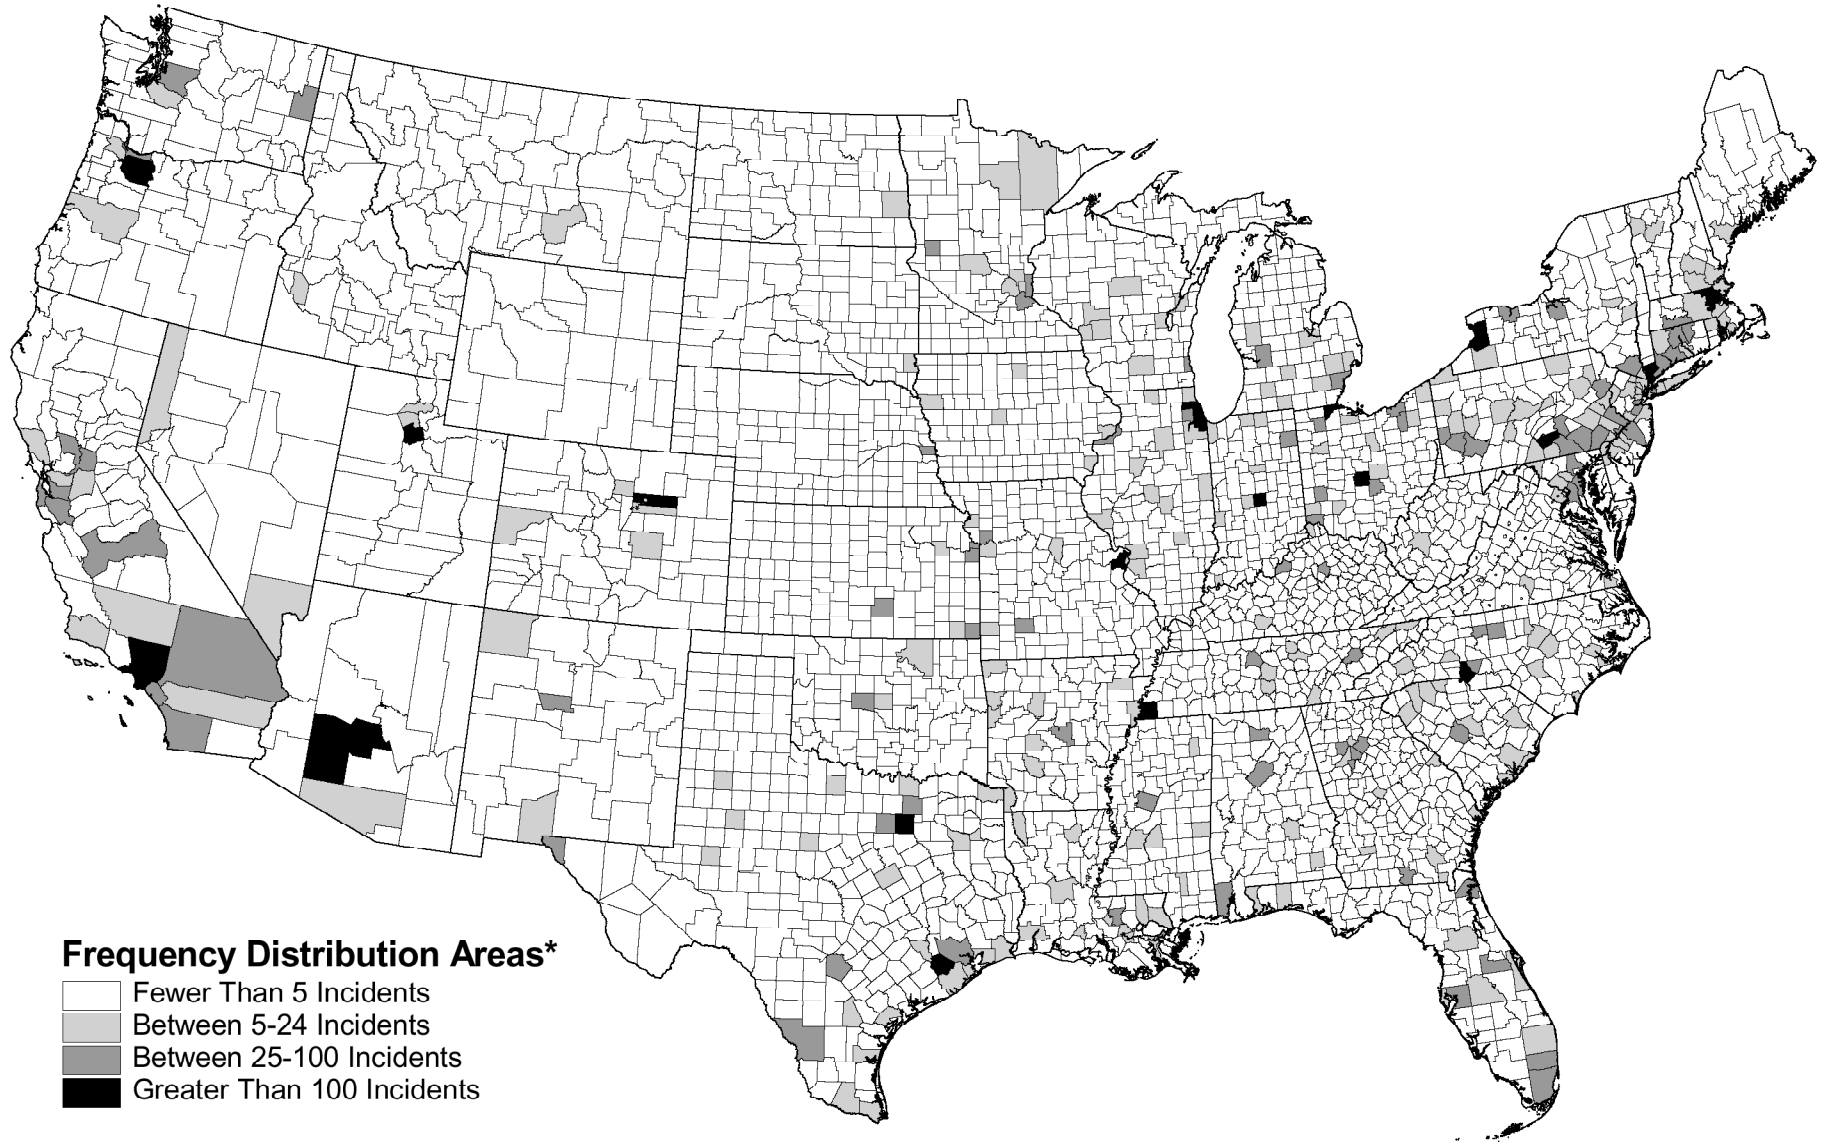 Frequency Distribution Areas*
Fewer Than 5 Incidents
Between 5-24 Incidents
Between 25-100 Incidents
Greater Than 100 Incidents